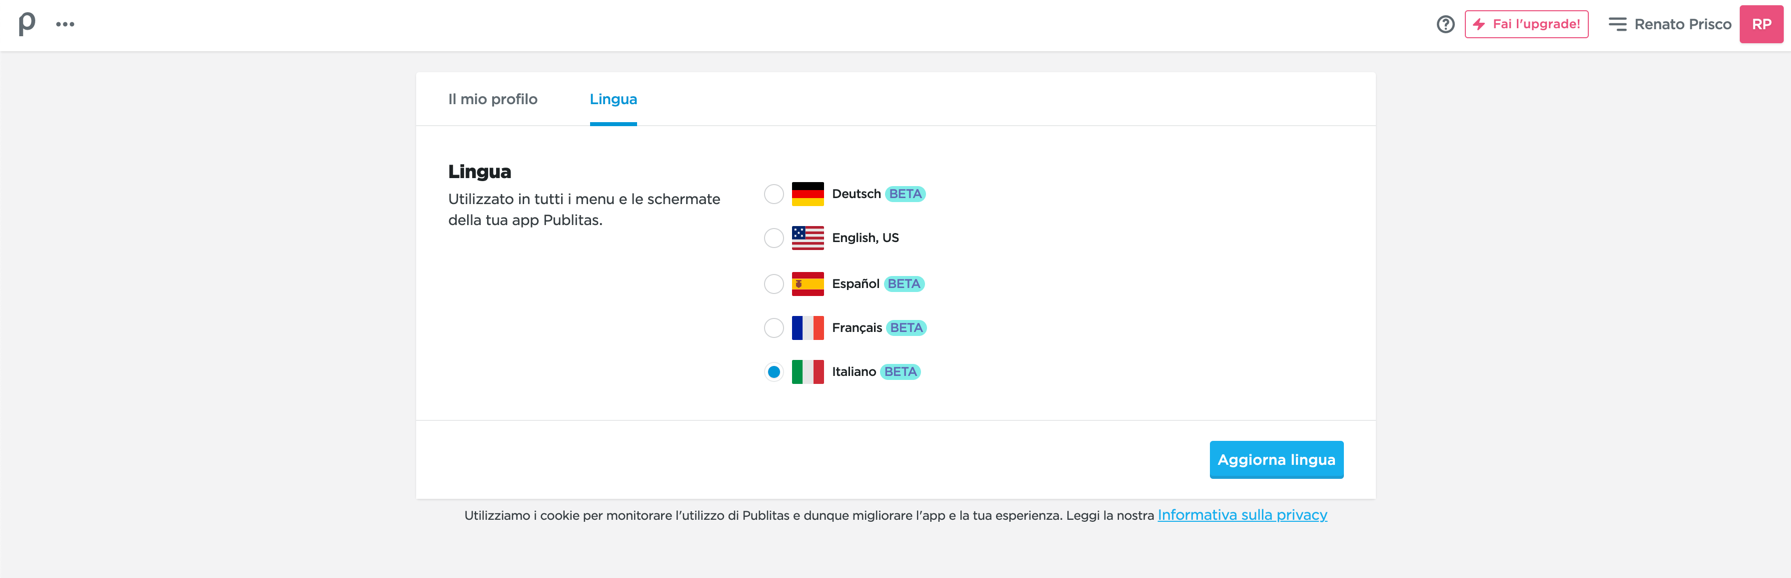 Fai l'upgrade!
Renato Prisco
RP
Il mio profilo
Lingua
Lingua
Utilizzato in tutti i menu e le schermate
della tua app Publitas.
Deutsch BETA
English, US
Español BETA
Français BETA
Italiano BETA
Aggiorna lingua
Utilizziamo i cookie per monitorare l'utilizzo di Publitas e dunque migliorare l'app e la tua esperienza. Leggi la nostra Informativa sulla privacy